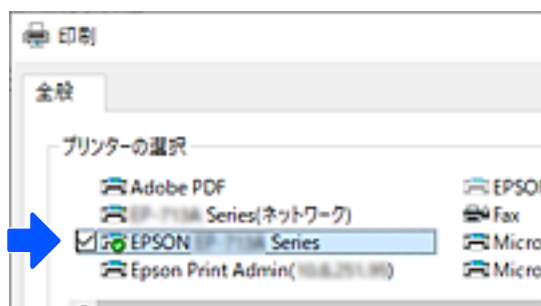 印刷
全般
プリンターの選択
Adobe PDF
EPSON
Series(ネットワーク)
Fax
EPSON Series
Micro
Epson Print Admin( )
Micro